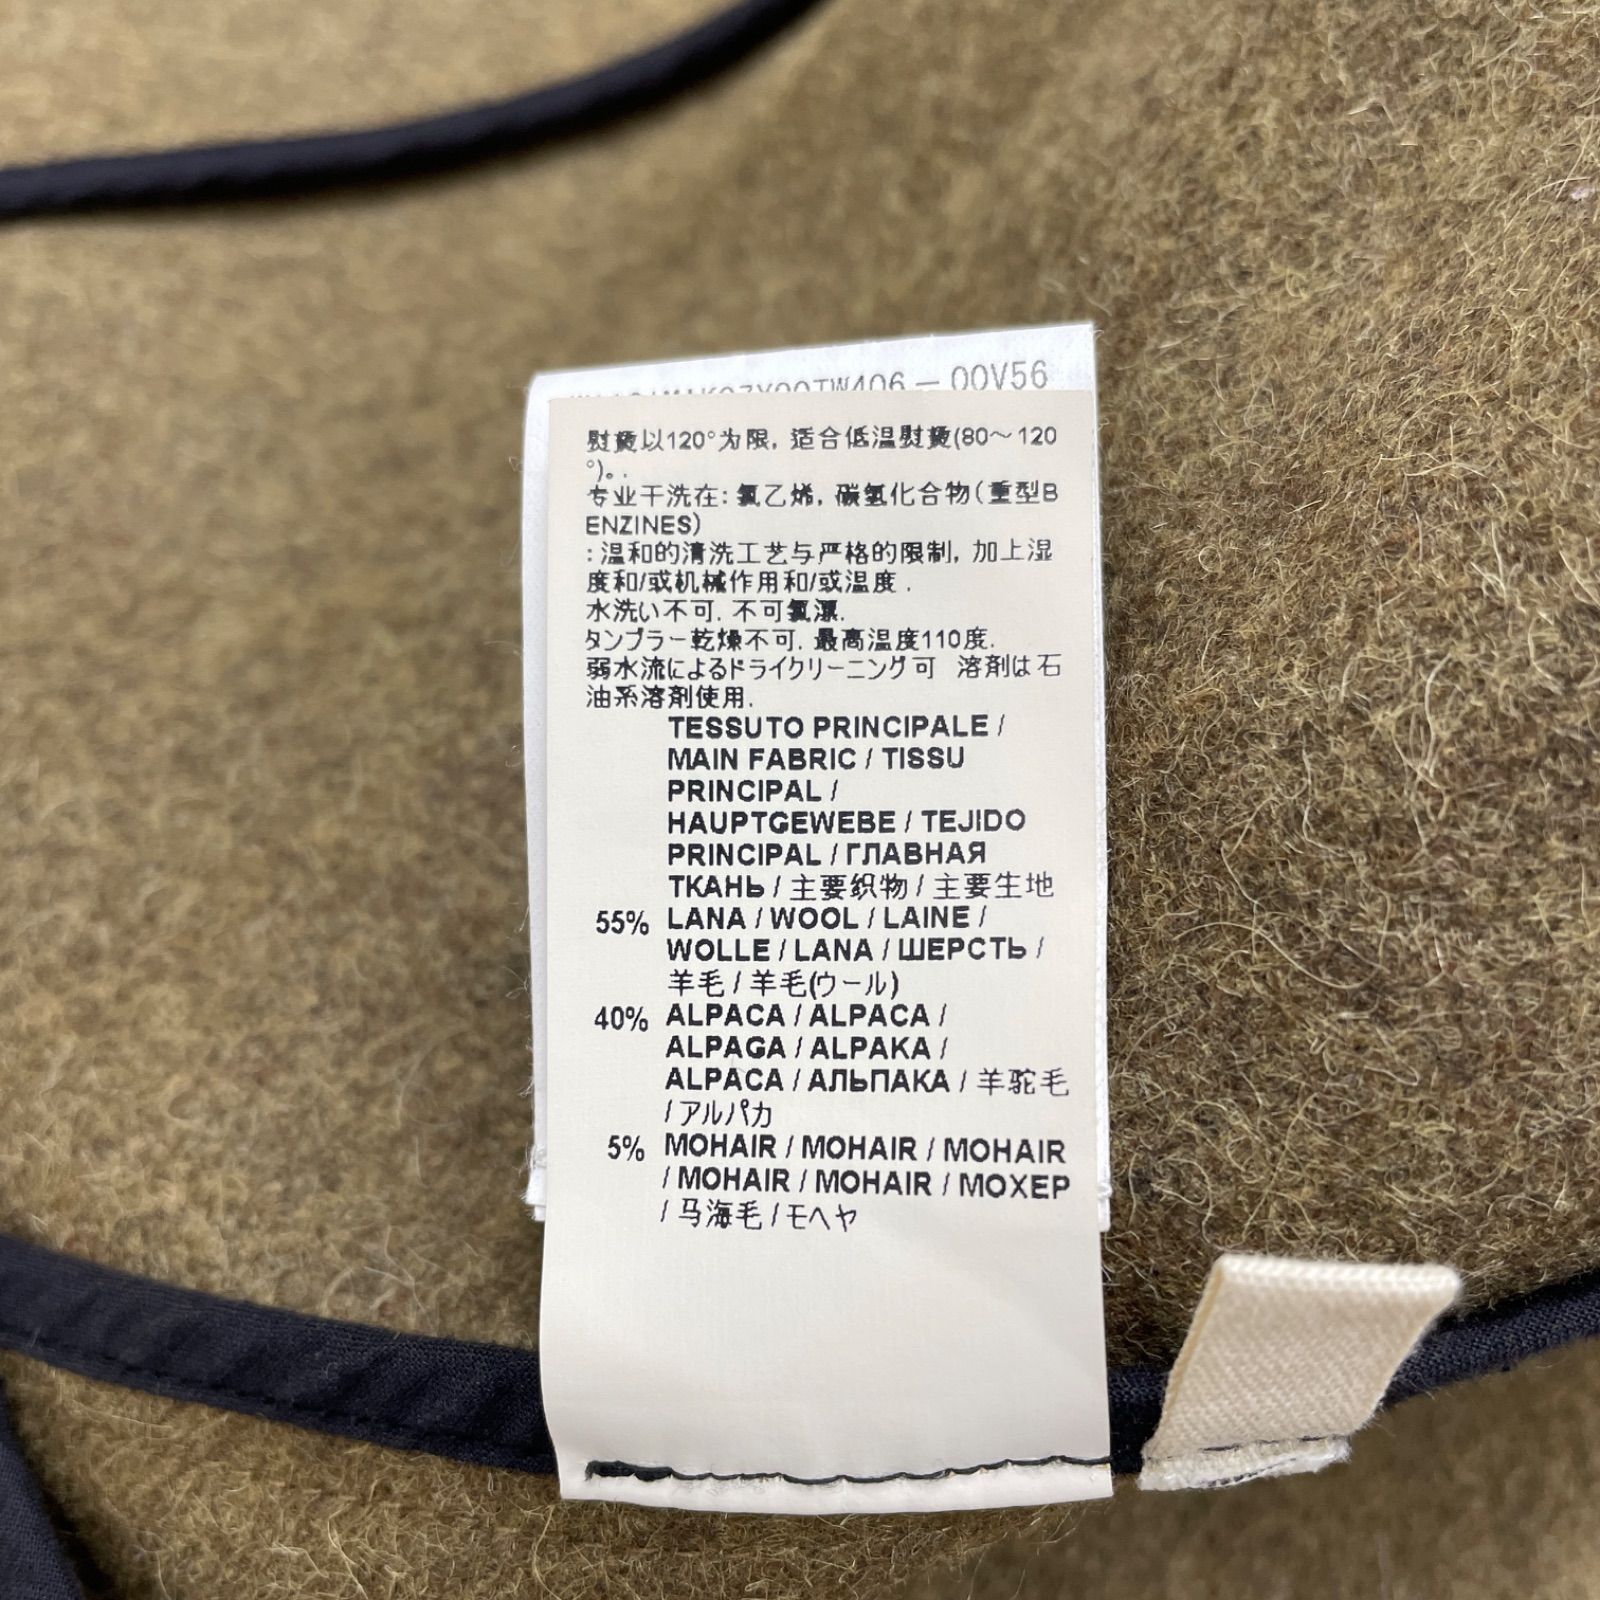 00V56
熨烫以120°为限, 适合低温熨烫(80～120
°)。.
专业干洗在: 氯乙烯, 碳氢化合物(重型B
ENZINES)
: 温和的清洗工艺与严格的限制, 加上湿
度和/或机械作用和/或温度 .
水洗い不可. 不可氯漂.
タンブラー乾燥不可. 最高温度110度.
弱水流によるドライクリーニング可 溶剤は石
油系溶剤使用.
TESSUTO PRINCIPALE /
MAIN FABRIC / TISSU
PRINCIPAL /
HAUPTGEWEBE / TEJIDO
PRINCIPAL / ГЛАВНАЯ
ТКАНЬ / 主要织物 / 主要生地
55% LANA / WOOL / LAINE /
WOLLE / LANA / ШЕРСТЬ /
羊毛 / 羊毛(ウール)
40% ALPACA / ALPACA /
ALPAGA / ALPAKA /
ALPACA / АЛЬПАКА / 羊驼毛
/ アルパカ
5% MOHAIR / MOHAIR / MOHAIR
/ MOHAIR / MOHAIR / МОХЕР
/ 马海毛 / モヘヤ